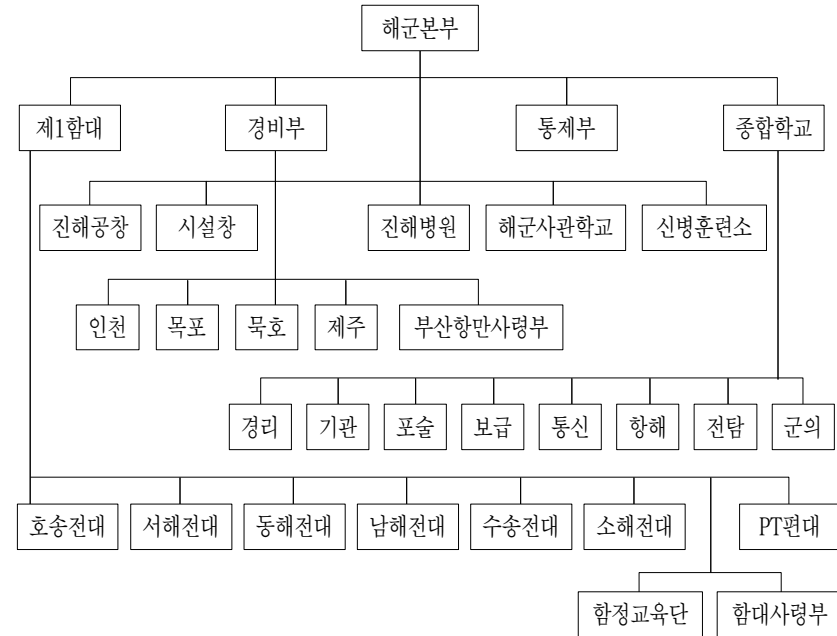 해군본부
제1함대 경비부 통제부 종합학교
진해공창 시설창 진해병원 해군사관학교 신병훈련소
인천 목포 묵호 제주 부산항만사령부
경리 기관 포술 보급 통신 항해 전탐 군의
호송전대 서해전대 동해전대 남해전대 수송전대 소해전대 PT편대
함정교육단 함대사령부